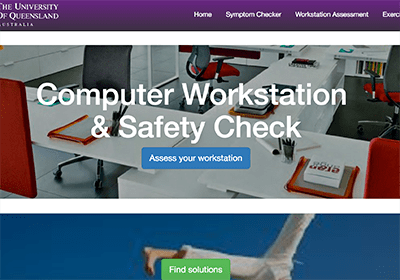 THE UNIVERSITY
OF QUEENSLAND
AUSTRALIA
Home Symptom Checker Workstation Assessment Exerci
Computer Workstation
& Safety Check
Assess your workstation
Find solutions